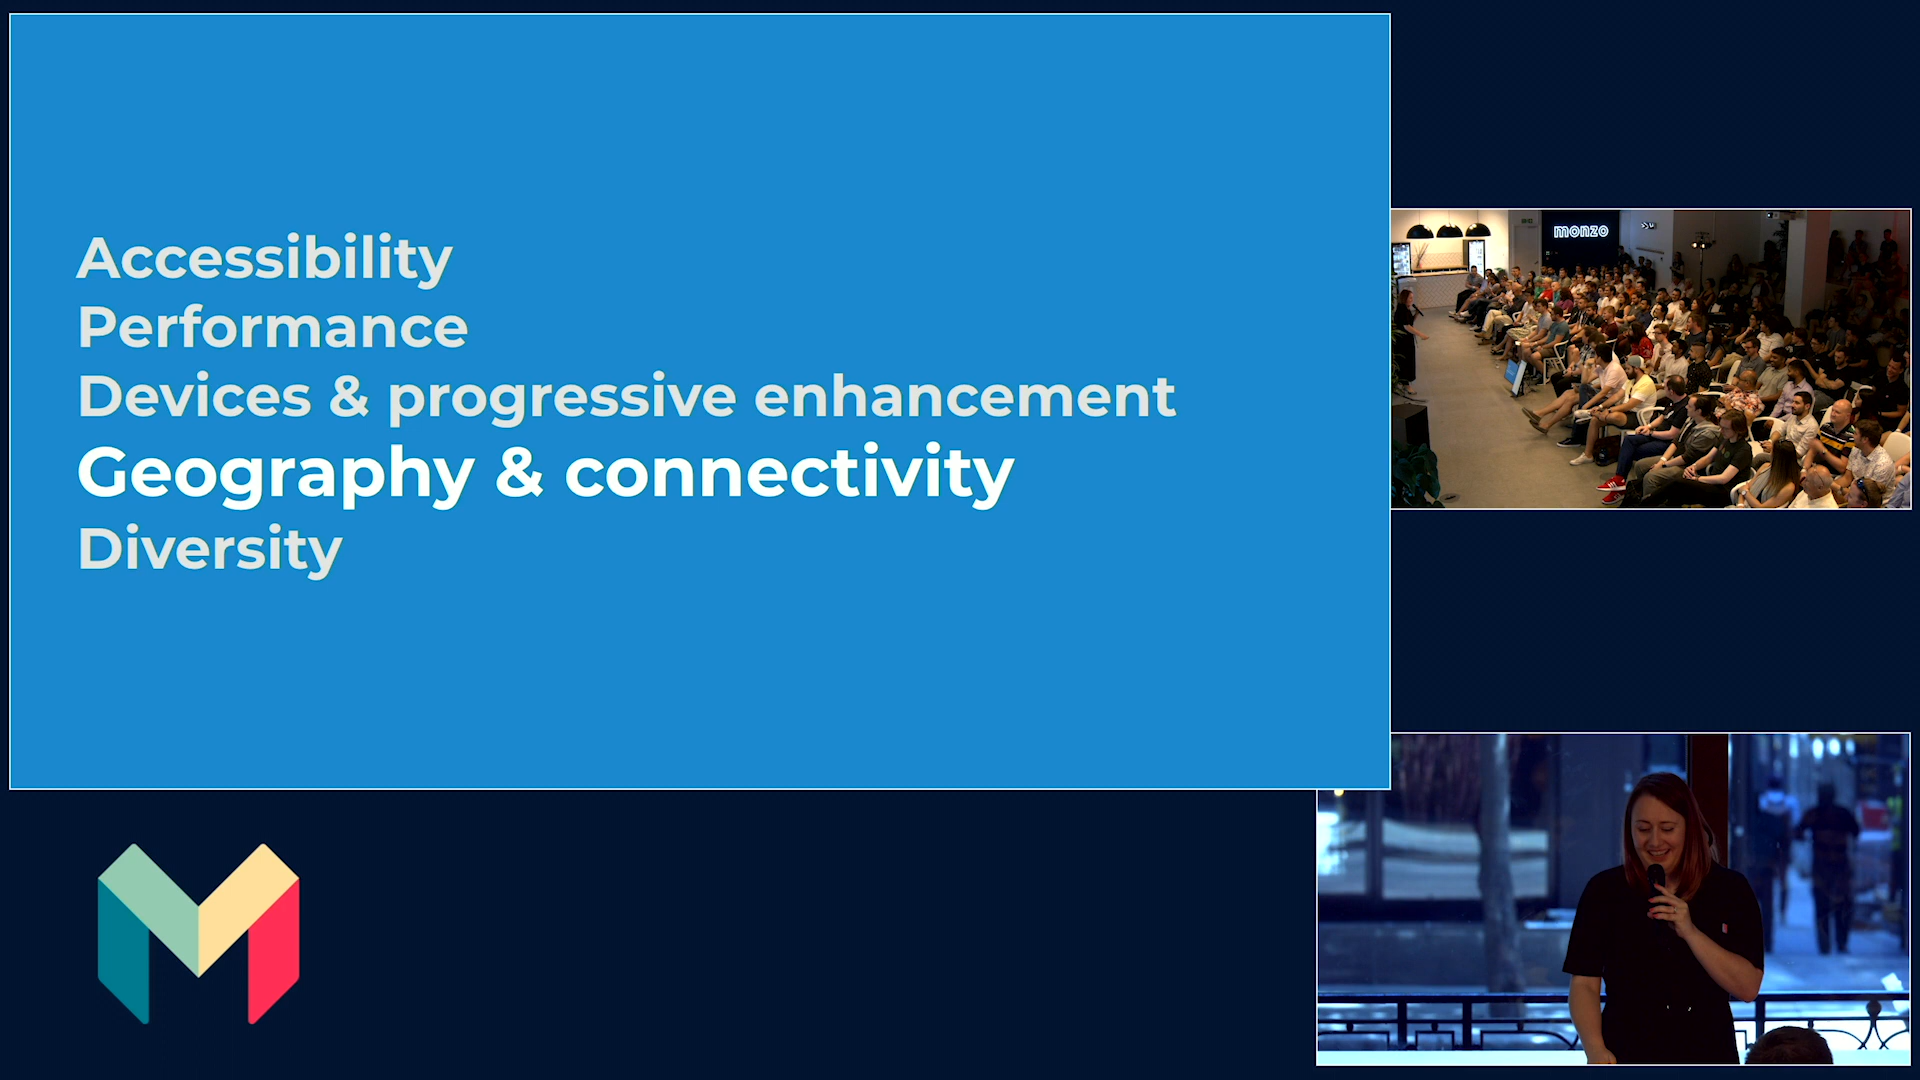 Accessibility
Performance
Devices & progressive enhancement
Geography & connectivity
Diversity
monzo